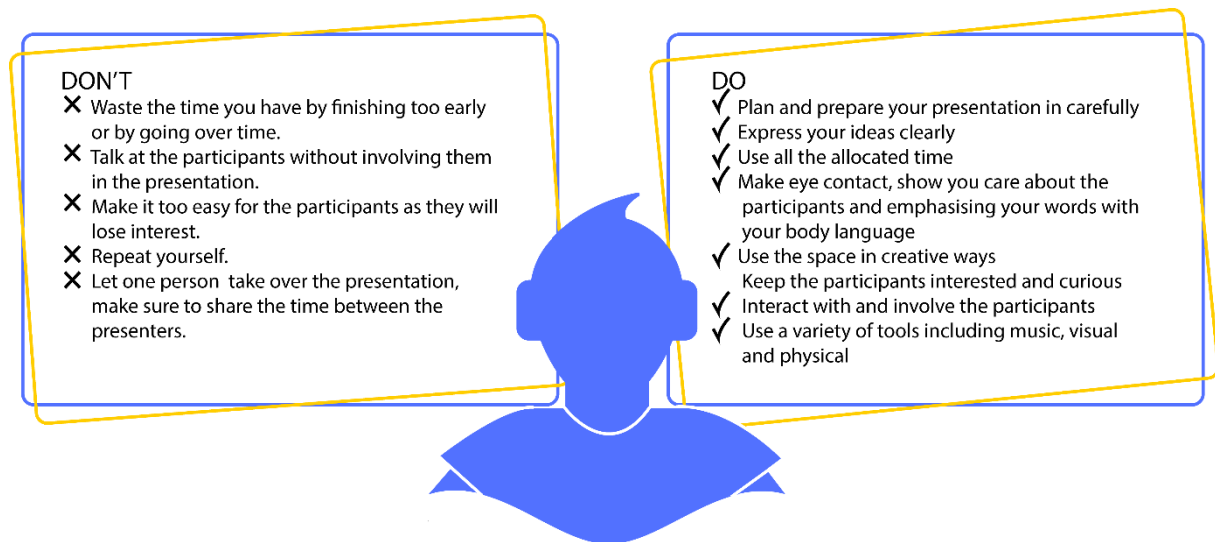 DON'T
✕ Waste the time you have by finishing too early
or by going over time.
✕ Talk at the participants without involving them
in the presentation.
✕ Make it too easy for the participants as they will
lose interest.
✕ Repeat yourself.
✕ Let one person take over the presentation,
make sure to share the time between the
presenters.
DO
✓ Plan and prepare your presentation in carefully
✓ Express your ideas clearly
✓ Use all the allocated time
✓ Make eye contact, show you care about the
participants and emphasising your words with
your body language
✓ Use the space in creative ways
Keep the participants interested and curious
✓ Interact with and involve the participants
✓ Use a variety of tools including music, visual
and physical